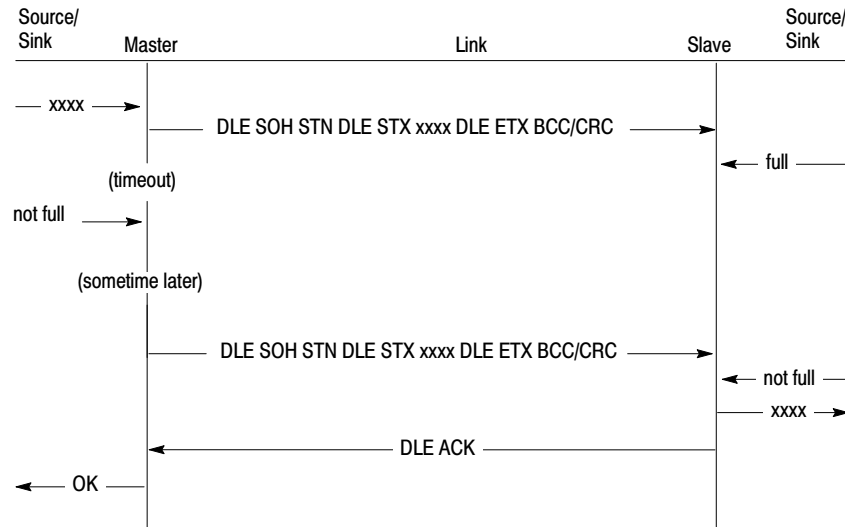 Source/
Sink
Master
Link
Slave
Source/
Sink
xxxx
DLE SOH STN DLE STX xxxx DLE ETX BCC/CRC
full
(timeout)
not full
(sometime later)
DLE SOH STN DLE STX xxxx DLE ETX BCC/CRC
not full
xxxx
DLE ACK
OK